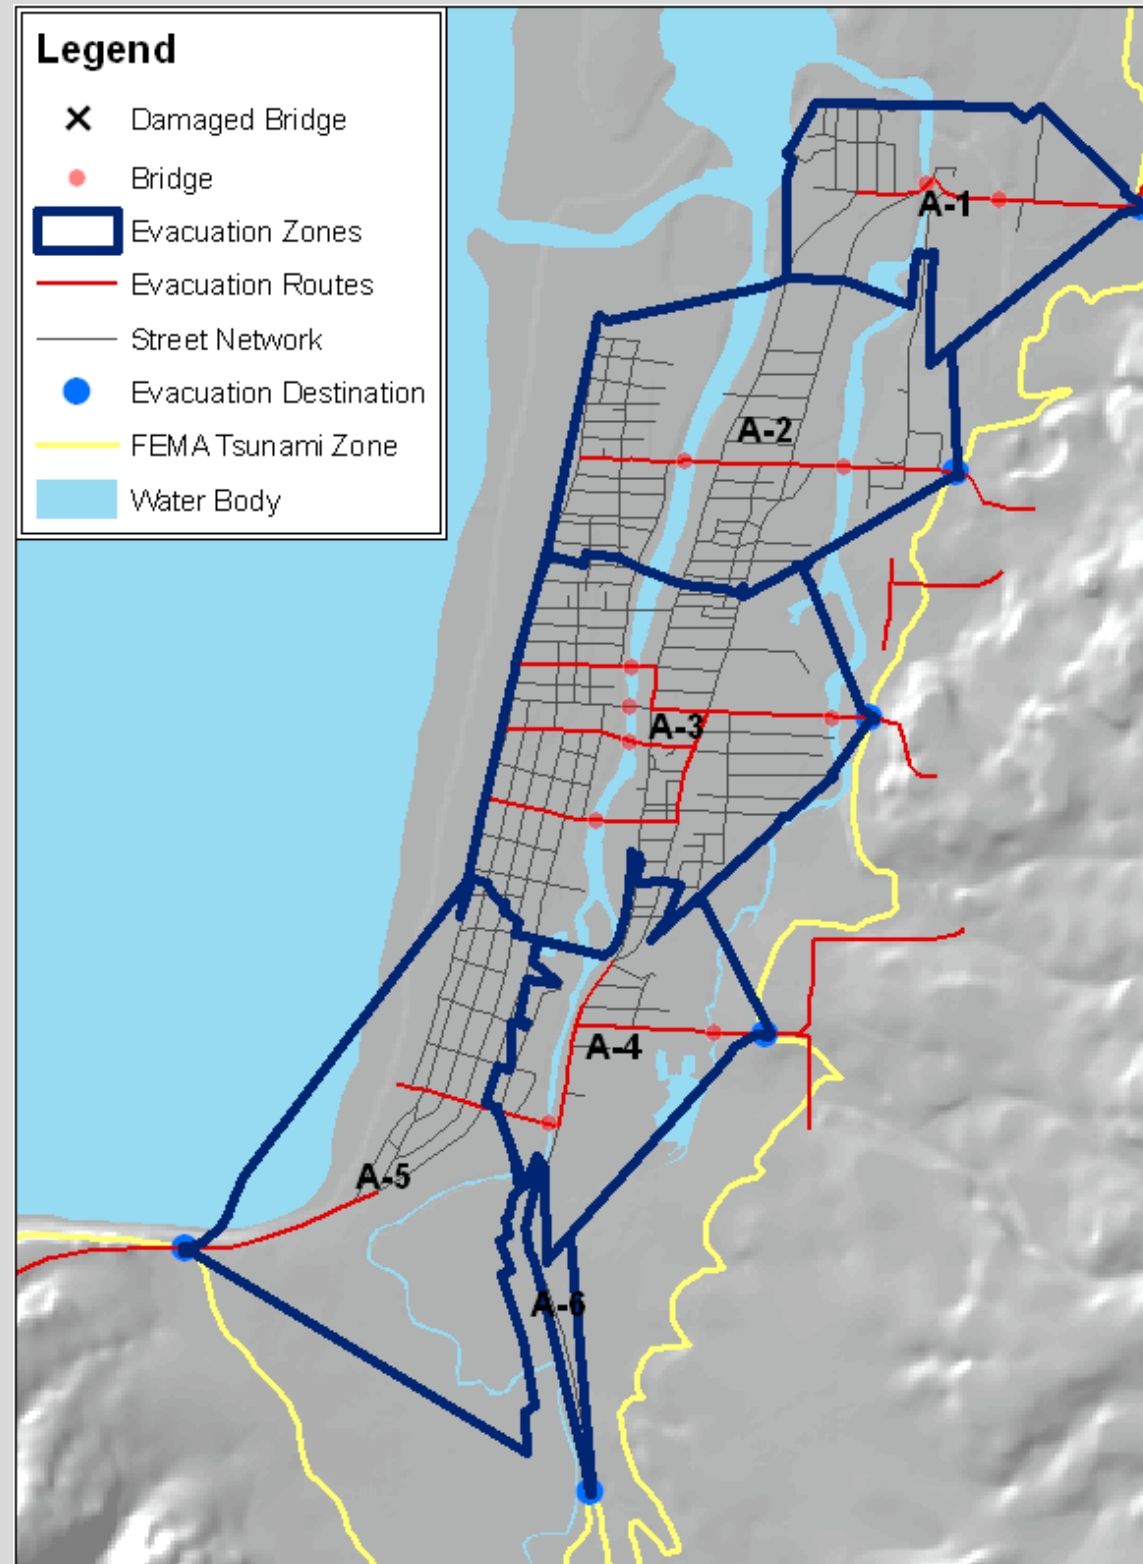 Legend
Damaged Bridge
Bridge
Evacuation Zones
Evacuation Routes
Street Network
Evacuation Destination
FEMA Tsunami Zone
Water Body
A-1
A-2
A-3
A-4
A-5
A-6